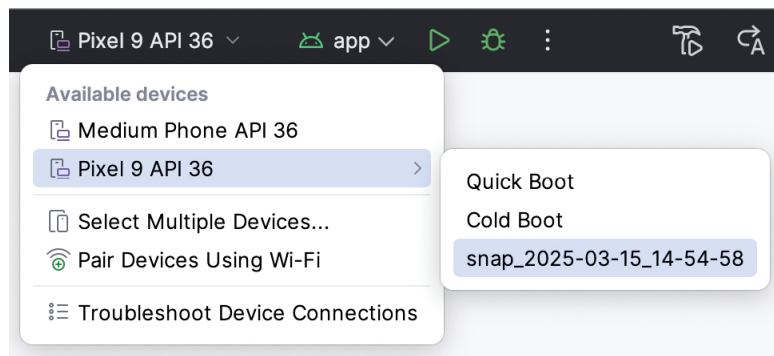 Pixel 9 API 36 app
Available devices
Medium Phone API 36
Pixel 9 API 36
Select Multiple Devices...
Pair Devices Using Wi-Fi
Troubleshoot Device Connections
Quick Boot
Cold Boot
snap_2025-03-15_14-54-58